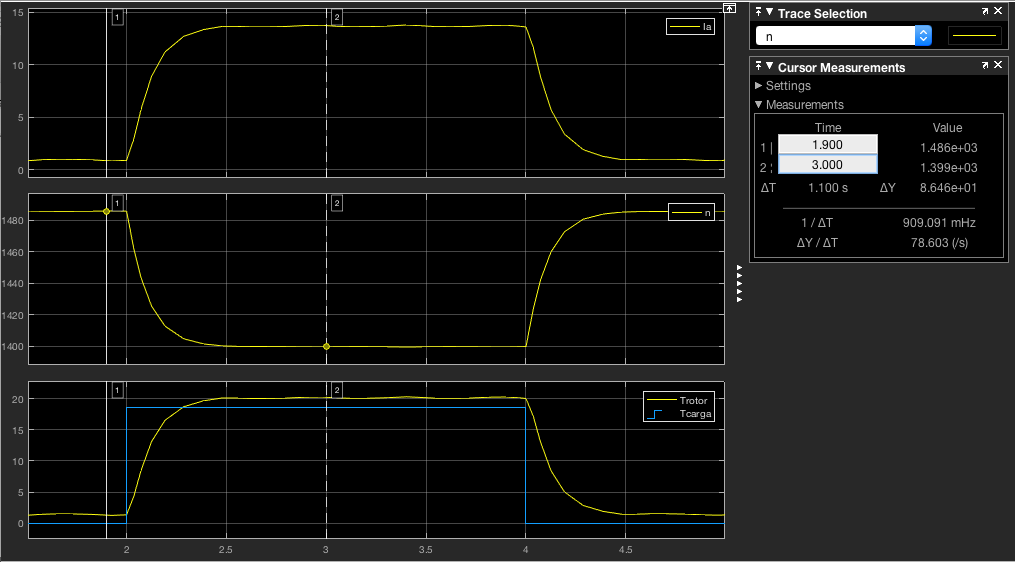 15
10
5
0
1
2
Ia
1480
1460
1440
1420
1400
1
2
n
20
15
10
5
0
1
2
Trotor
Tcarga
2
2.5
3
3.5
4
4.5
Trace Selection
n
Cursor Measurements
Settings
Measurements
Time Value
1 | 1.900 1.486e+03
2 ¦ 3.000 1.399e+03
ΔT 1.100 s ΔY 8.646e+01
1 / ΔT 909.091 mHz
ΔY / ΔT 78.603 (/s)